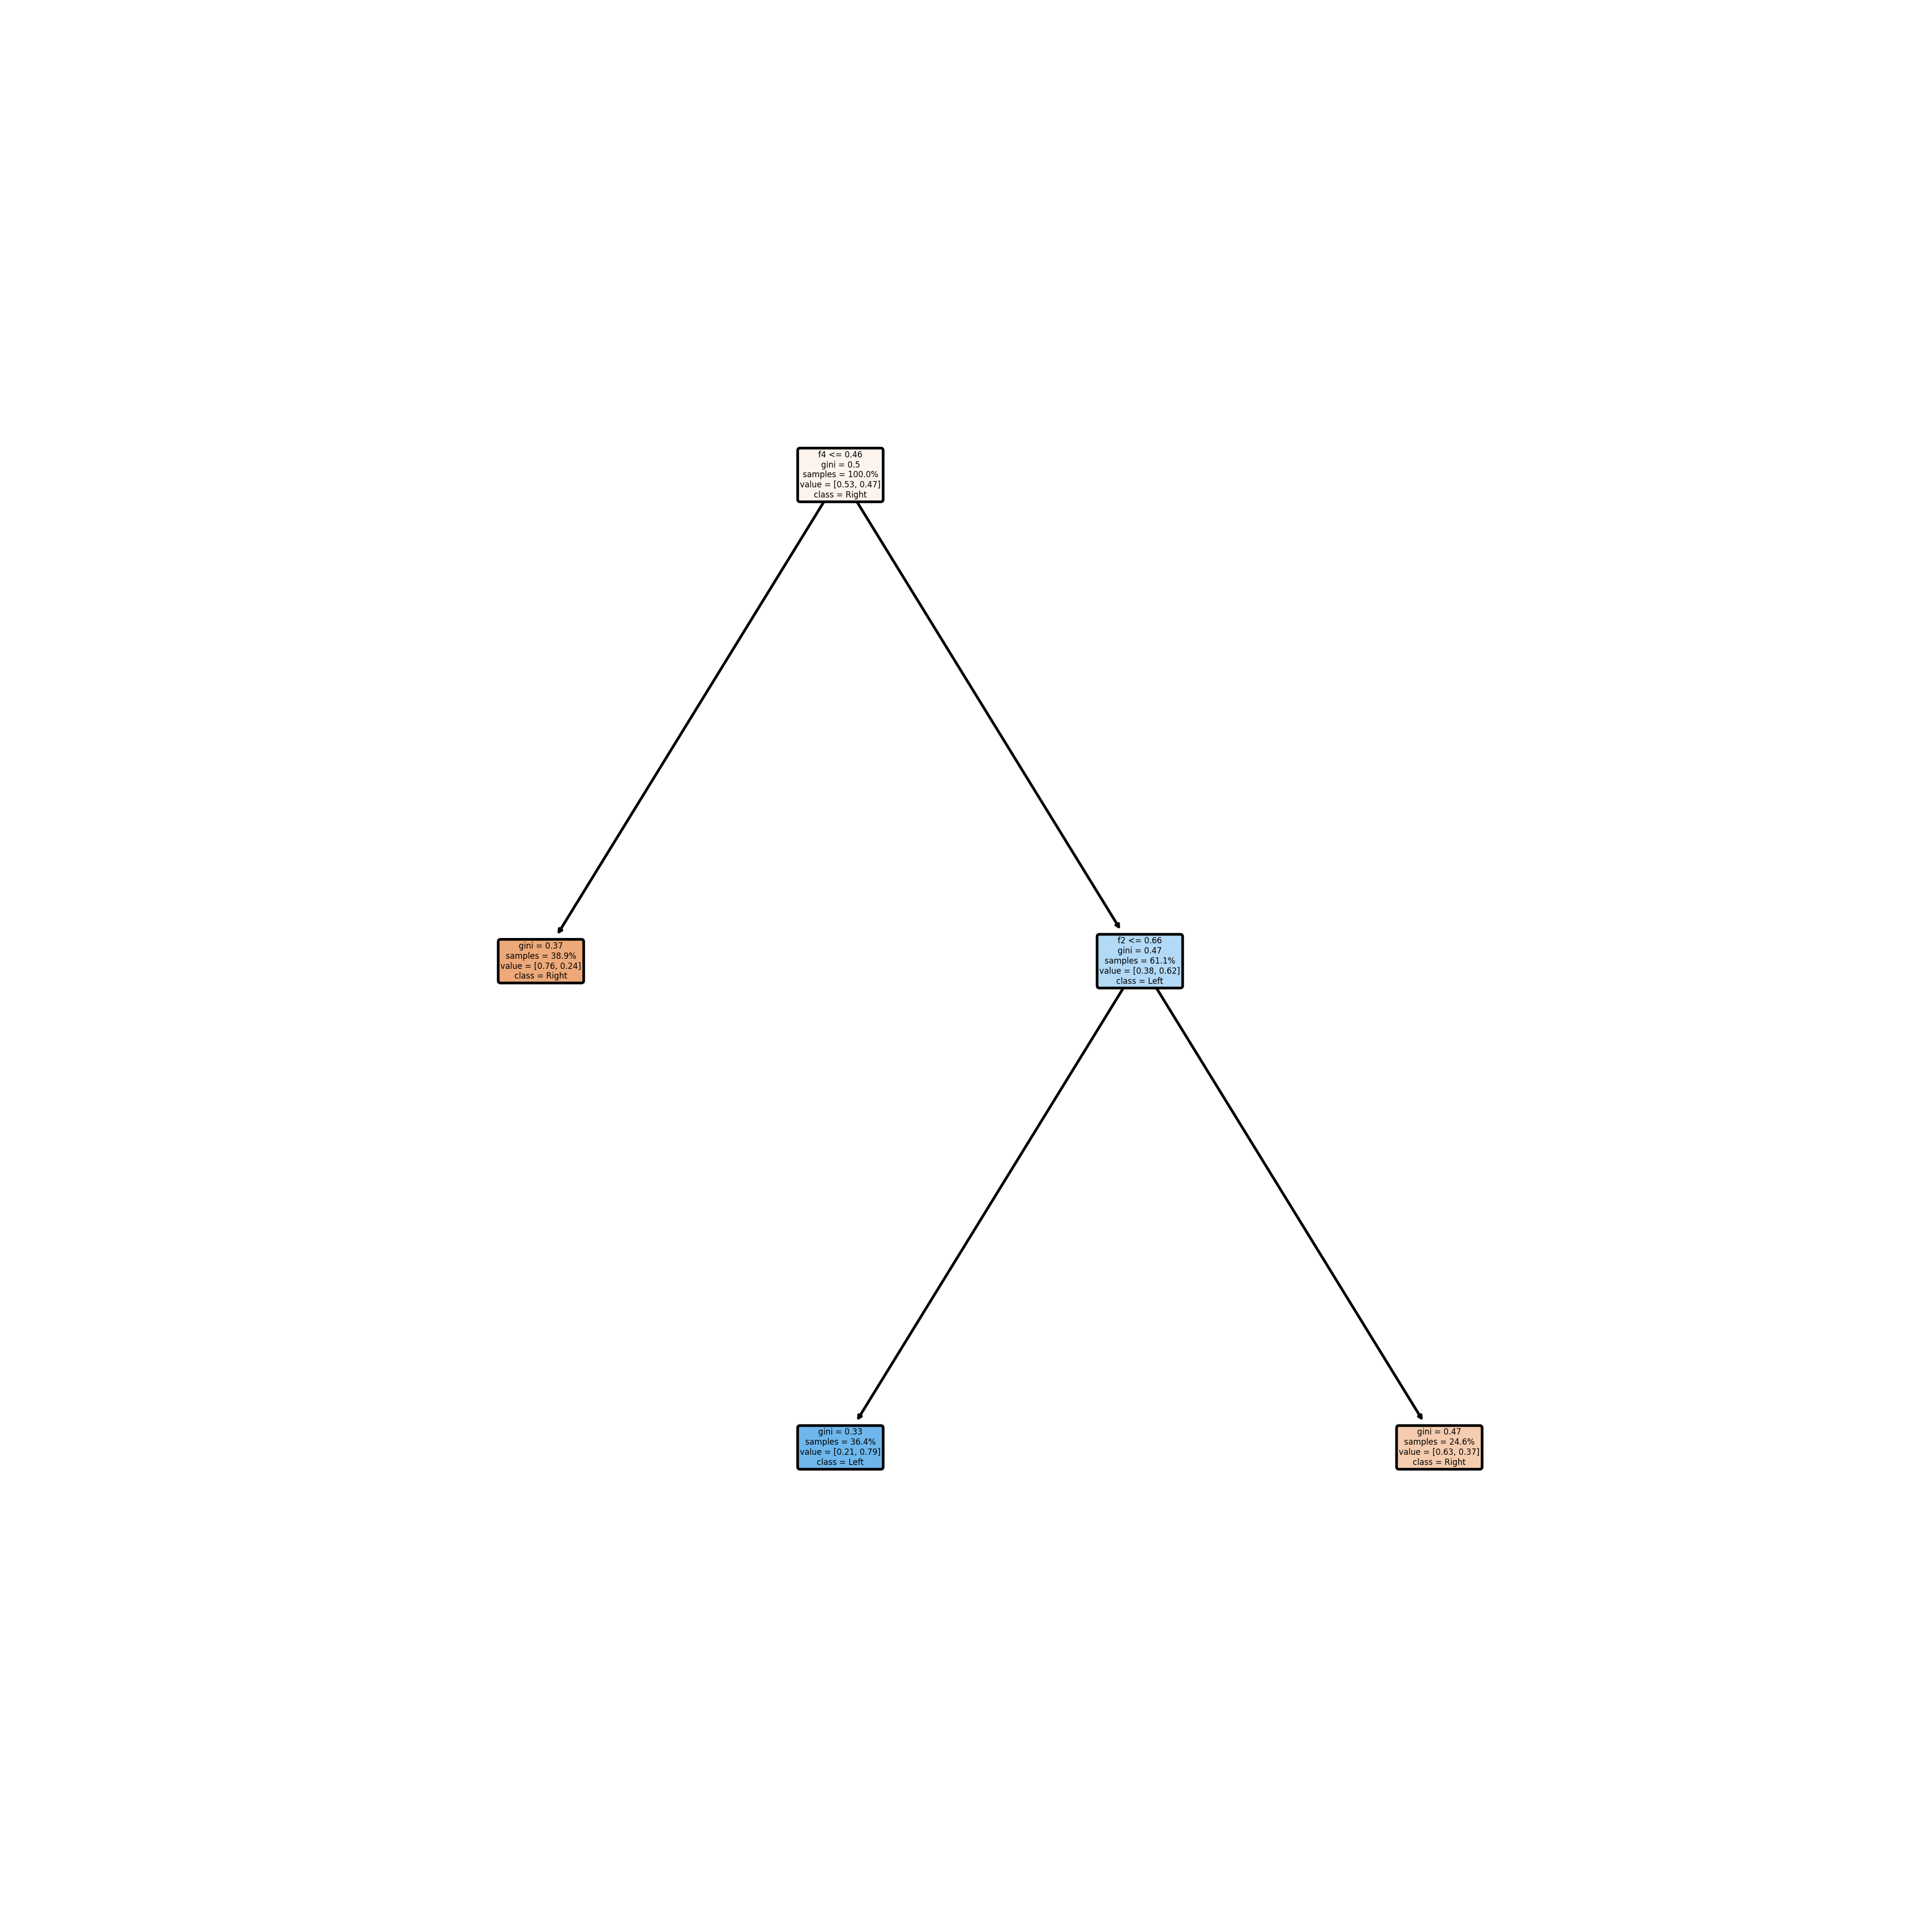 f4 <= 0.46
gini = 0.5
samples = 100.0%
value = [0.53, 0.47]
class = Right
gini = 0.37
samples = 38.9%
value = [0.76, 0.24]
class = Right
f2 <= 0.66
gini = 0.47
samples = 61.1%
value = [0.38, 0.62]
class = Left
gini = 0.33
samples = 36.4%
value = [0.21, 0.79]
class = Left
gini = 0.47
samples = 24.6%
value = [0.63, 0.37]
class = Right